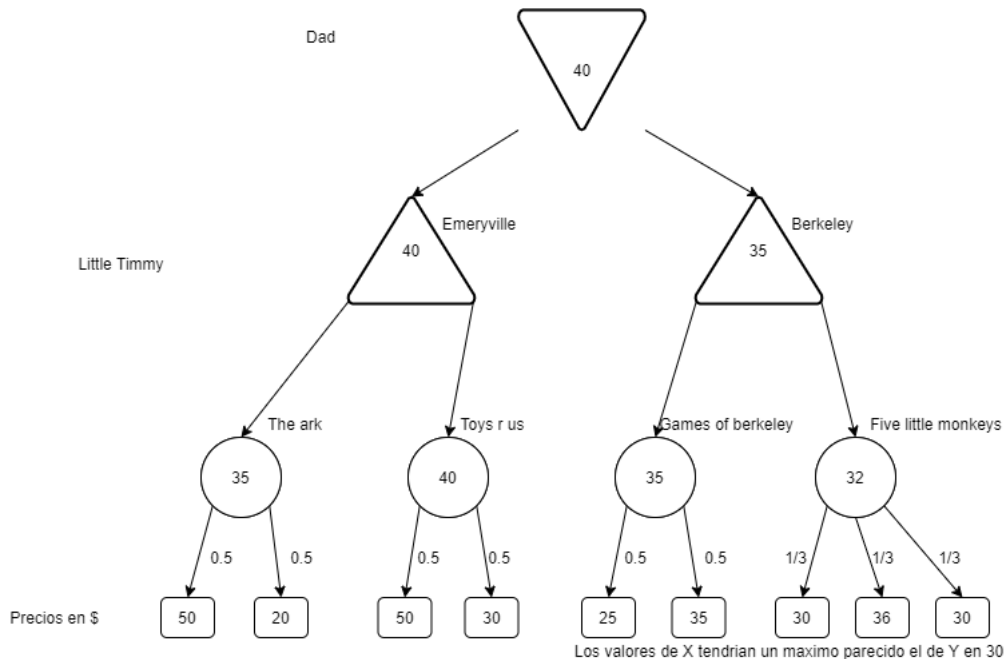 Dad
40
Emeryville
Berkeley
40
35
Little Timmy
The ark
Toys r us
Games of berkeley
Five little monkeys
35
40
35
32
0.5
0.5
0.5
0.5
0.5
0.5
1/3
1/3
1/3
Precios en $
50
20
50
30
25
35
30
36
30
Los valores de X tendrian un maximo parecido el de Y en 30